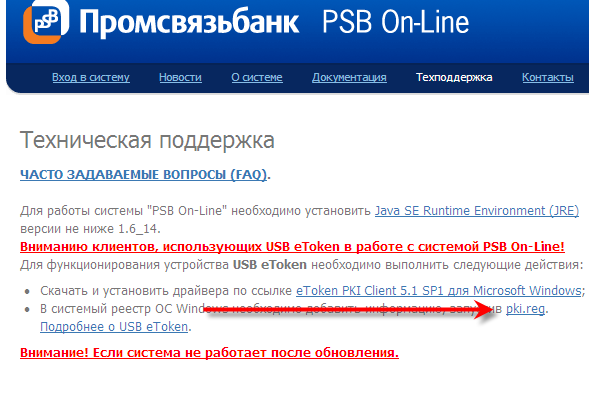 PSB Промсвязьбанк PSB On-Line
Вход в систему Новости О системе Документация Техподдержка Контакты
Техническая поддержка
ЧАСТО ЗАДАВАЕМЫЕ ВОПРОСЫ (FAQ).
Для работы системы "PSB On-Line" необходимо установить Java SE Runtime Environment (JRE)
версии не ниже 1.6_14.
Вниманию клиентов, использующих USB eToken в работе с системой PSB On-Line!
Для функционирования устройства USB eToken необходимо выполнить следующие действия:
• Скачать и установить драйвера по ссылке eToken PKI Client 5.1 SP1 для Microsoft Windows;
• В системный реестр ОС Windows необходимо добавить информацию, запустив pki.reg.
Подробнее о USB eToken.
Внимание! Если система не работает после обновления.